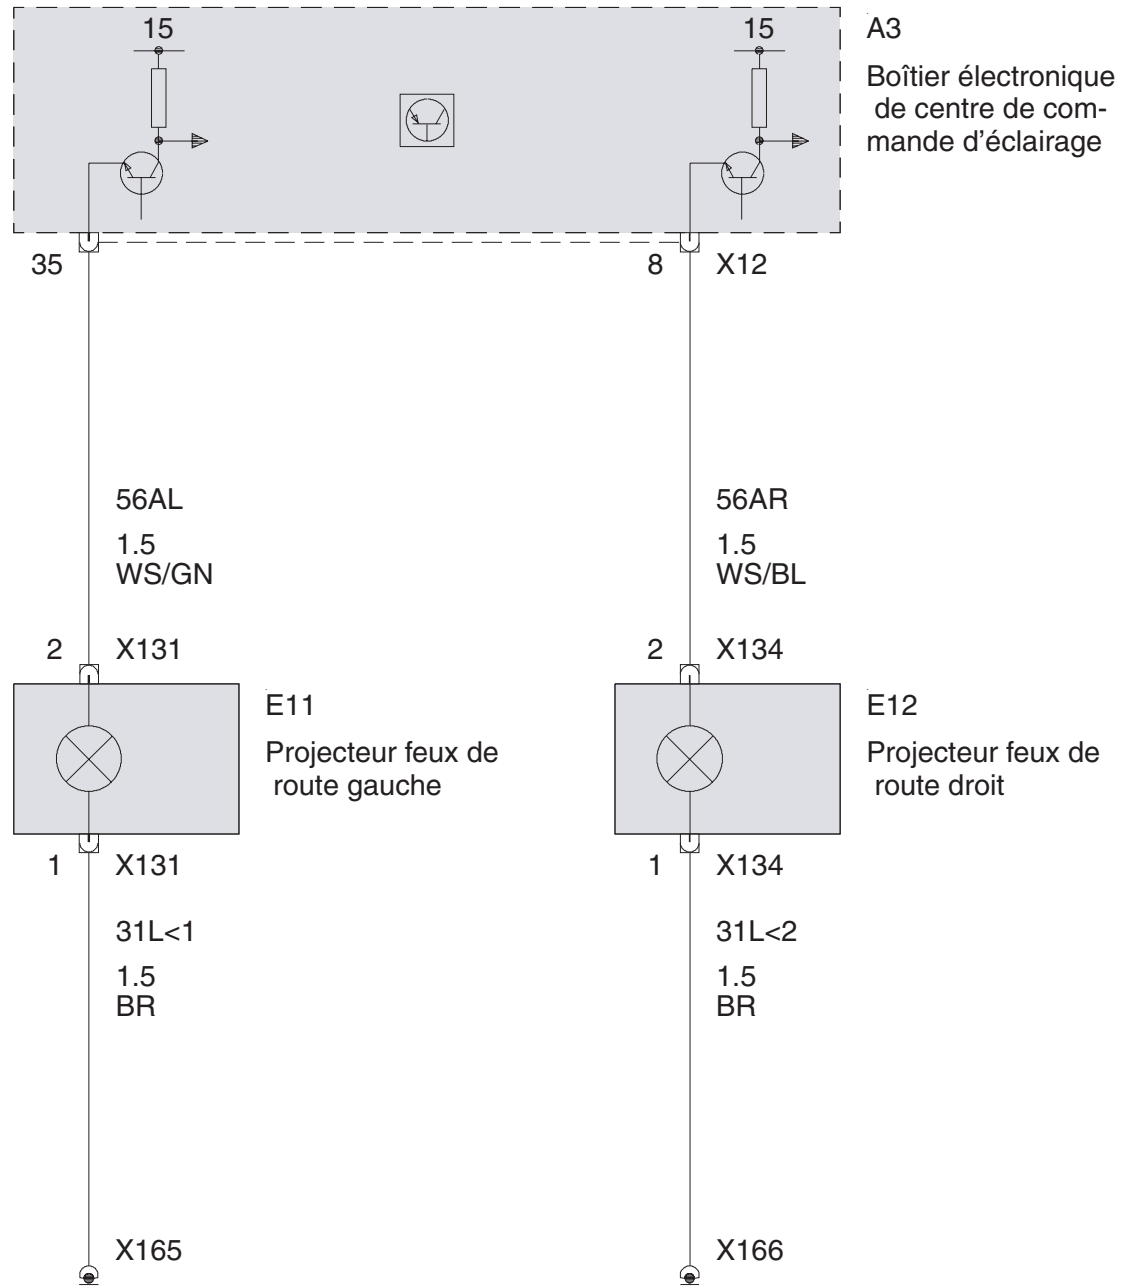 15
15
A3
Boîtier électronique
de centre de com-
mande d'éclairage
35
8
X12
56AL
1.5
WS/GN
56AR
1.5
WS/BL
2
X131
2
X134
E11
Projecteur feux de
route gauche
E12
Projecteur feux de
route droit
1
X131
1
X134
31L<1
1.5
BR
31L<2
1.5
BR
X165
X166